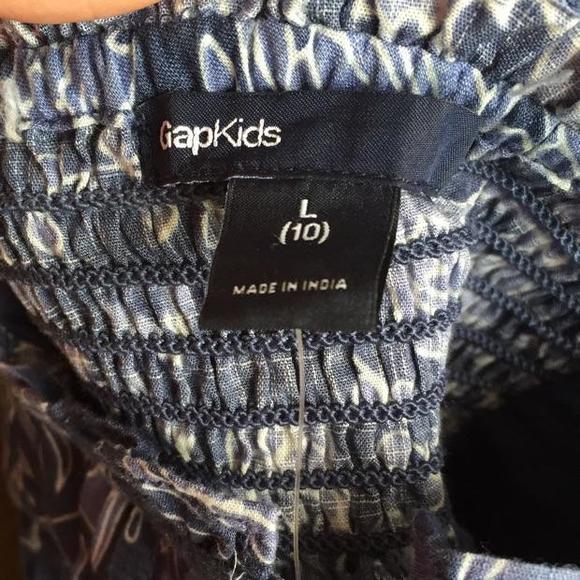 GapKids
L
(10)
MADE IN INDIA